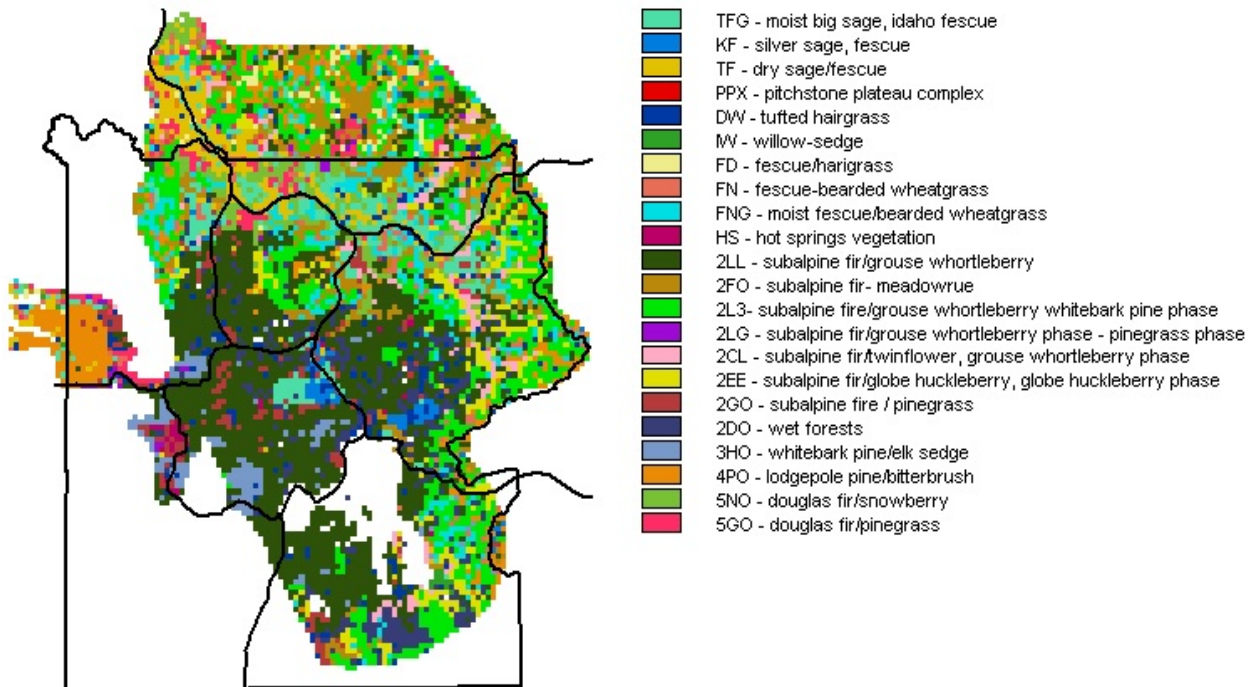 TFG - moist big sage, idaho fescue
KF - silver sage, fescue
TF - dry sage/fescue
PPX - pitchstone plateau complex
DW - tufted hairgrass
IW - willow-sedge
FD - fescue/harigrass
FN - fescue-bearded wheatgrass
FNG - moist fescue/bearded wheatgrass
HS - hot springs vegetation
2LL - subalpine fir/grouse whortleberry
2FO - subalpine fir- meadowrue
2L3- subalpine fire/grouse whortleberry whitebark pine phase
2LG - subalpine fir/grouse whortleberry phase - pinegrass phase
2CL - subalpine fir/twinflower, grouse whortleberry phase
2EE - subalpine fir/globe huckleberry, globe huckleberry phase
2GO - subalpine fire / pinegrass
2DO - wet forests
3HO - whitebark pine/elk sedge
4PO - lodgepole pine/bitterbrush
5NO - douglas fir/snowberry
5GO - douglas fir/pinegrass